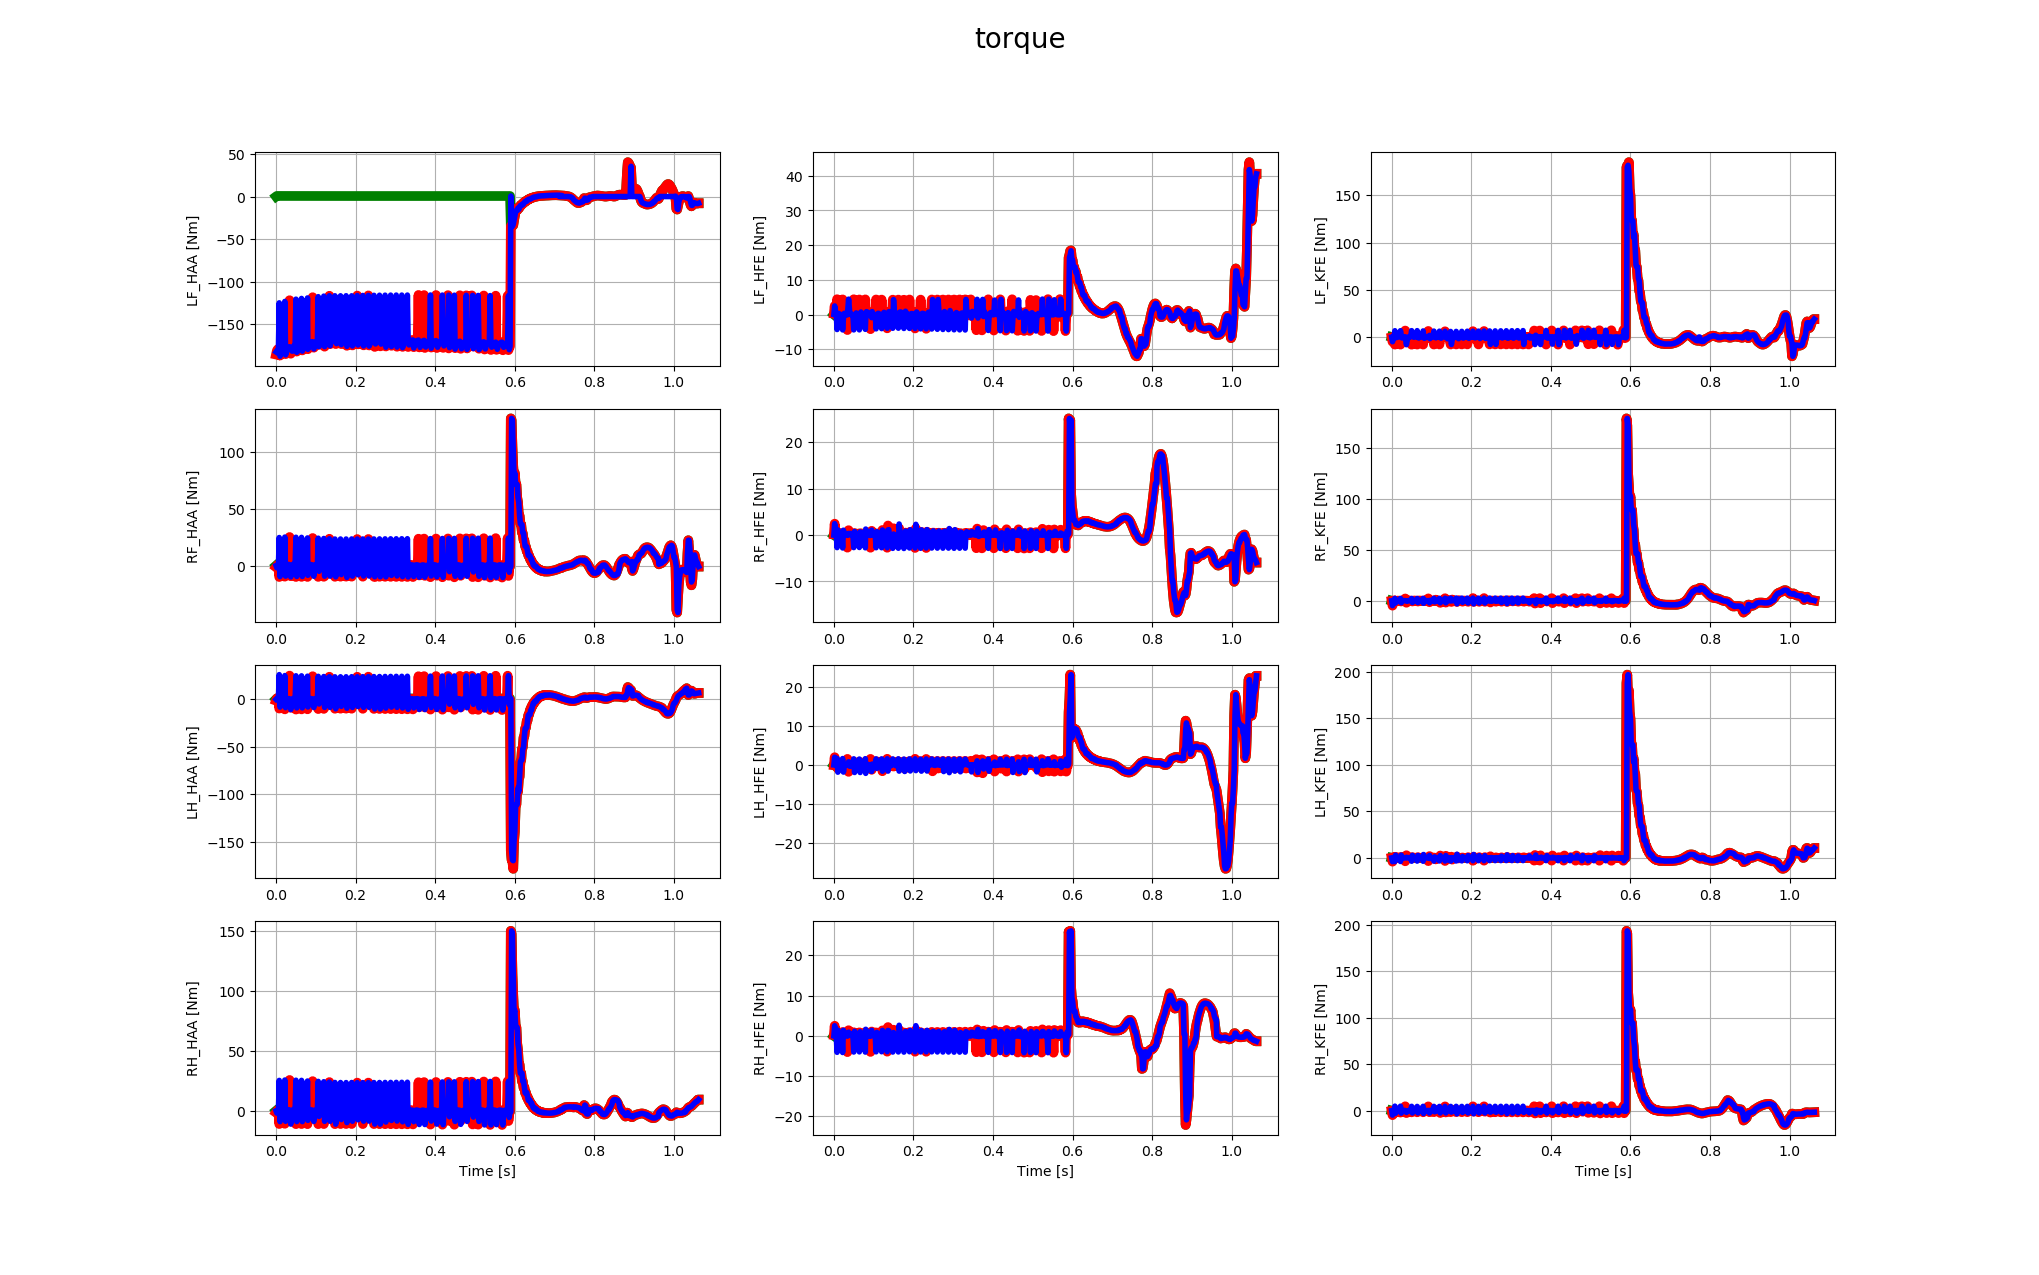 torque
50
0
−50
−100
−150
LF_HAA [Nm]
0.0 0.2 0.4 0.6 0.8 1.0
40
30
20
10
0
−10
LF_HFE [Nm]
0.0 0.2 0.4 0.6 0.8 1.0
150
100
50
0
LF_KFE [Nm]
0.0 0.2 0.4 0.6 0.8 1.0
100
50
0
RF_HAA [Nm]
0.0 0.2 0.4 0.6 0.8 1.0
20
10
0
−10
RF_HFE [Nm]
0.0 0.2 0.4 0.6 0.8 1.0
150
100
50
0
RF_KFE [Nm]
0.0 0.2 0.4 0.6 0.8 1.0
0
−50
−100
−150
LH_HAA [Nm]
0.0 0.2 0.4 0.6 0.8 1.0
20
10
0
−10
−20
LH_HFE [Nm]
0.0 0.2 0.4 0.6 0.8 1.0
200
150
100
50
0
LH_KFE [Nm]
0.0 0.2 0.4 0.6 0.8 1.0
150
100
50
0
RH_HAA [Nm]
0.0 0.2 0.4 0.6 0.8 1.0
Time [s]
20
10
0
−10
−20
RH_HFE [Nm]
0.0 0.2 0.4 0.6 0.8 1.0
Time [s]
200
150
100
50
0
RH_KFE [Nm]
0.0 0.2 0.4 0.6 0.8 1.0
Time [s]